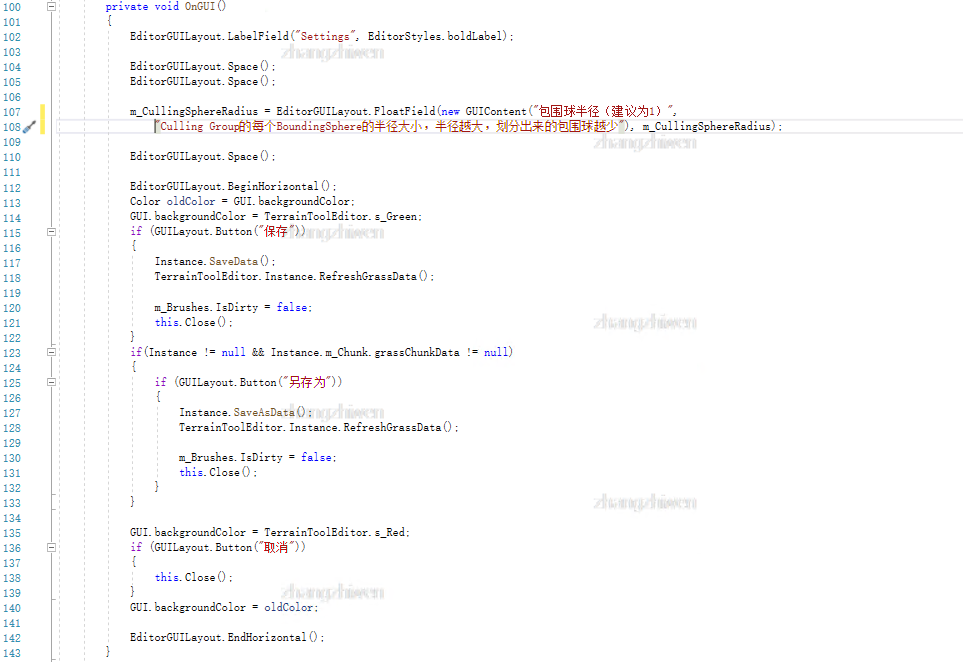 100 private void OnGUI()
101 {
102 EditorGUILayout.LabelField("Settings", EditorStyles.boldLabel);
103
104 EditorGUILayout.Space();
105 EditorGUILayout.Space();
106
107 m_CullingSphereRadius = EditorGUILayout.FloatField(new GUIContent("包围球半径（建议为1）",
108 "Culling Group的每个BoundingSphere的半径大小，半径越大，划分出来的包围球越少"), m_CullingSphereRadius);
109
110 EditorGUILayout.Space();
111
112 EditorGUILayout.BeginHorizontal();
113 Color oldColor = GUI.backgroundColor;
114 GUI.backgroundColor = TerrainToolEditor.s_Green;
115 if (GUILayout.Button("保存"))
116 {
117 Instance.SaveData();
118 TerrainToolEditor.Instance.RefreshGrassData();
119
120 m_Brushes.IsDirty = false;
121 this.Close();
122 }
123 if(Instance != null && Instance.m_Chunk.grassChunkData != null)
124 {
125 if (GUILayout.Button("另存为"))
126 {
127 Instance.SaveAsData();
128 TerrainToolEditor.Instance.RefreshGrassData();
129
130 m_Brushes.IsDirty = false;
131 this.Close();
132 }
133 }
134
135 GUI.backgroundColor = TerrainToolEditor.s_Red;
136 if (GUILayout.Button("取消"))
137 {
138 this.Close();
139 }
140 GUI.backgroundColor = oldColor;
141
142 EditorGUILayout.EndHorizontal();
143 }
zhangzhiwen
zhangzhiwen
zhangzhiwen
zhangzhiwen
zhangzhiwen
zhangzhiwen
zhangzhiwen